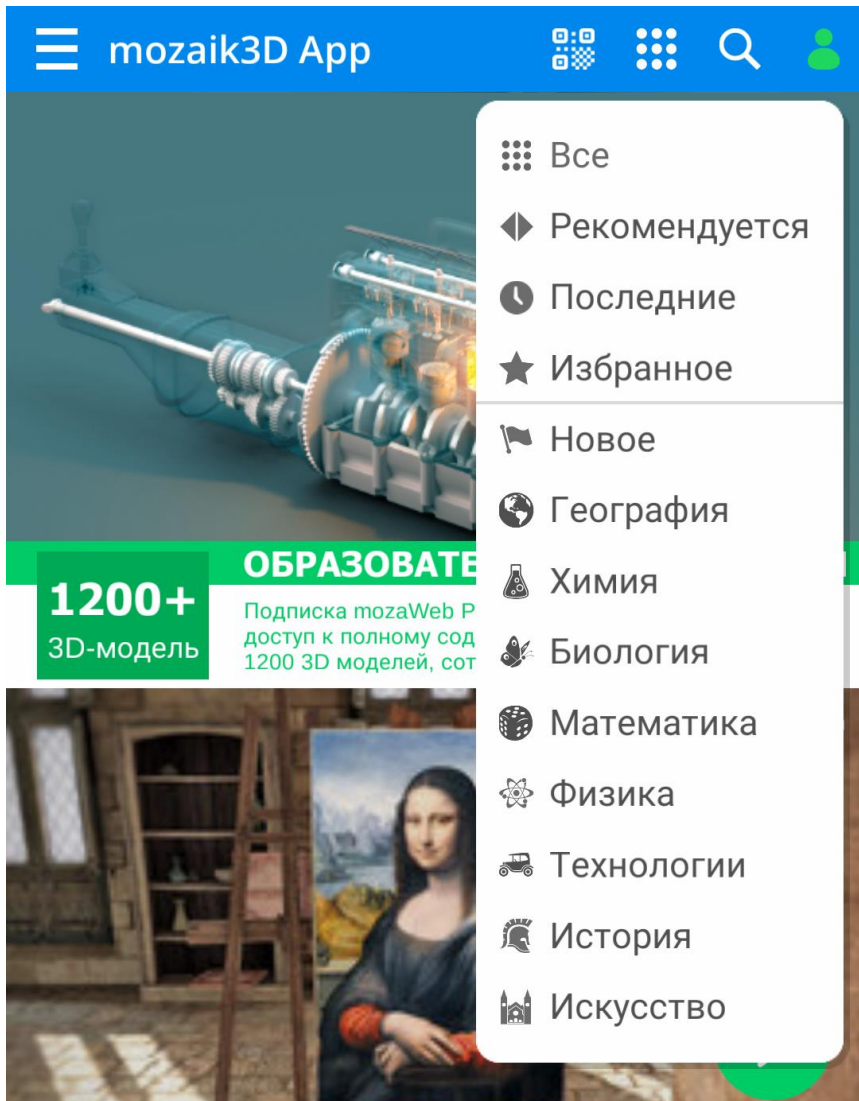 mozaik3D App
Все
Рекомендуется
Последние
Избранное
Новое
География
Химия
Биология
Математика
Физика
Технологии
История
Искусство
1200+
3D-модель
ОБРАЗОВАТЕ
Подписка mozaWeb P
доступ к полному сод
1200 3D моделей, сот